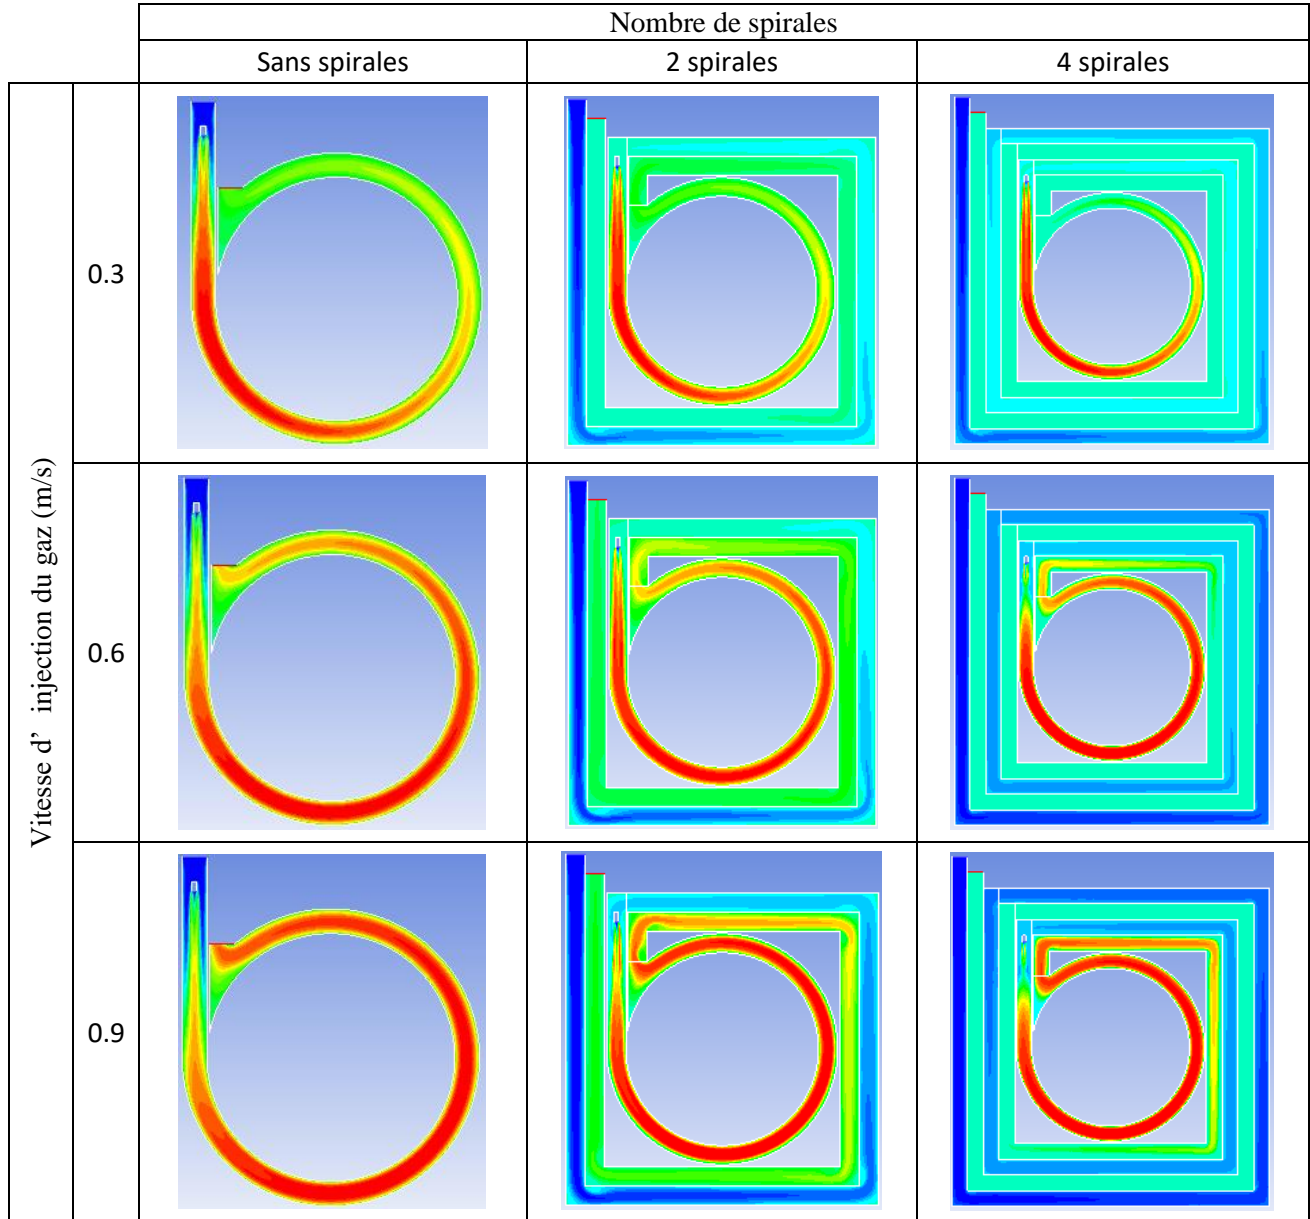 Nombre de spirales
Sans spirales
2 spirales
4 spirales
Vitesse d’ injection du gaz (m/s)
0.3
0.6
0.9